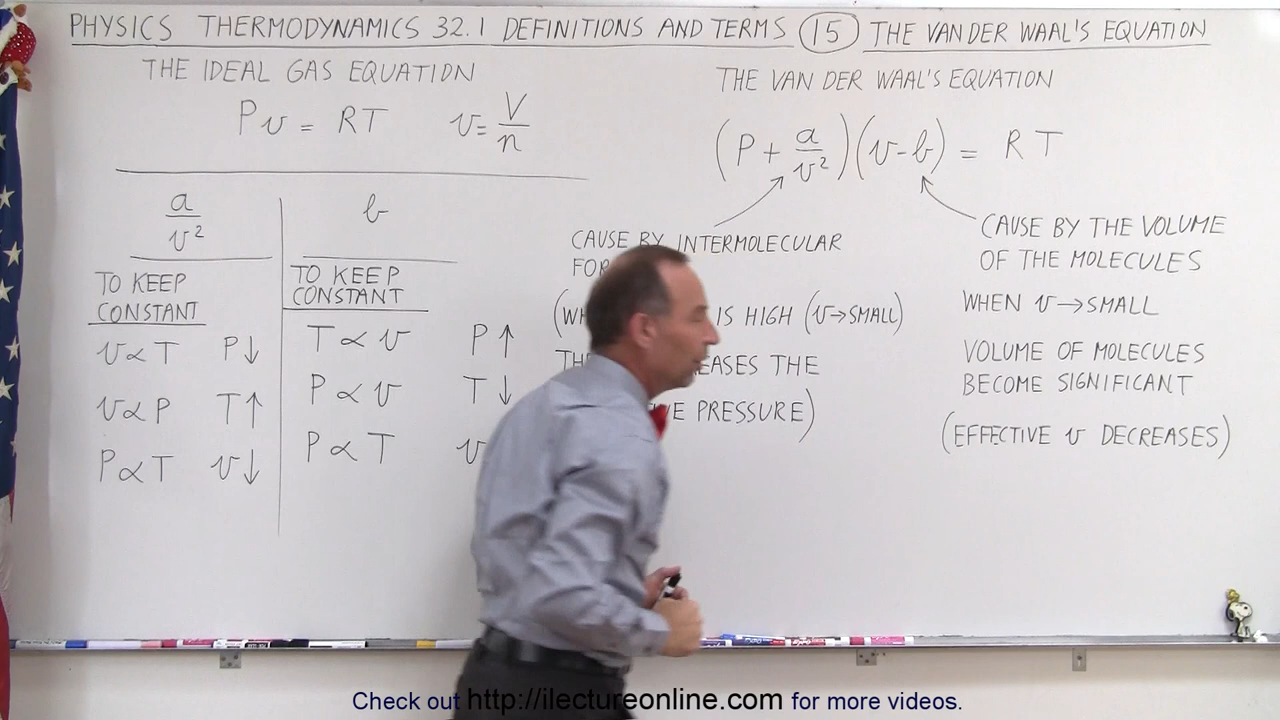 PHYSICS THERMODYNAMICS 32.1 DEFINITIONS AND TERMS (15) THE VAN DER WAAL'S EQUATION
THE IDEAL GAS EQUATION
Pv = RT v = V/n
a/v²
TO KEEP
CONSTANT
v∝T P↓
v∝P T↑
P∝T v↓
b
TO KEEP
CONSTANT
T∝v P↑
P∝v T↓
P∝T v
THE VAN DER WAAL'S EQUATION
(P + a/v²)(v-b) = RT
CAUSE BY INTERMOLECULAR
IS HIGH (v→SMALL)
THE
PRESSURE)
CAUSE BY THE VOLUME
OF THE MOLECULES
WHEN v→SMALL
VOLUME OF MOLECULES
BECOME SIGNIFICANT
(EFFECTIVE v DECREASES)
Check out http://ilectureonline.com for more videos.